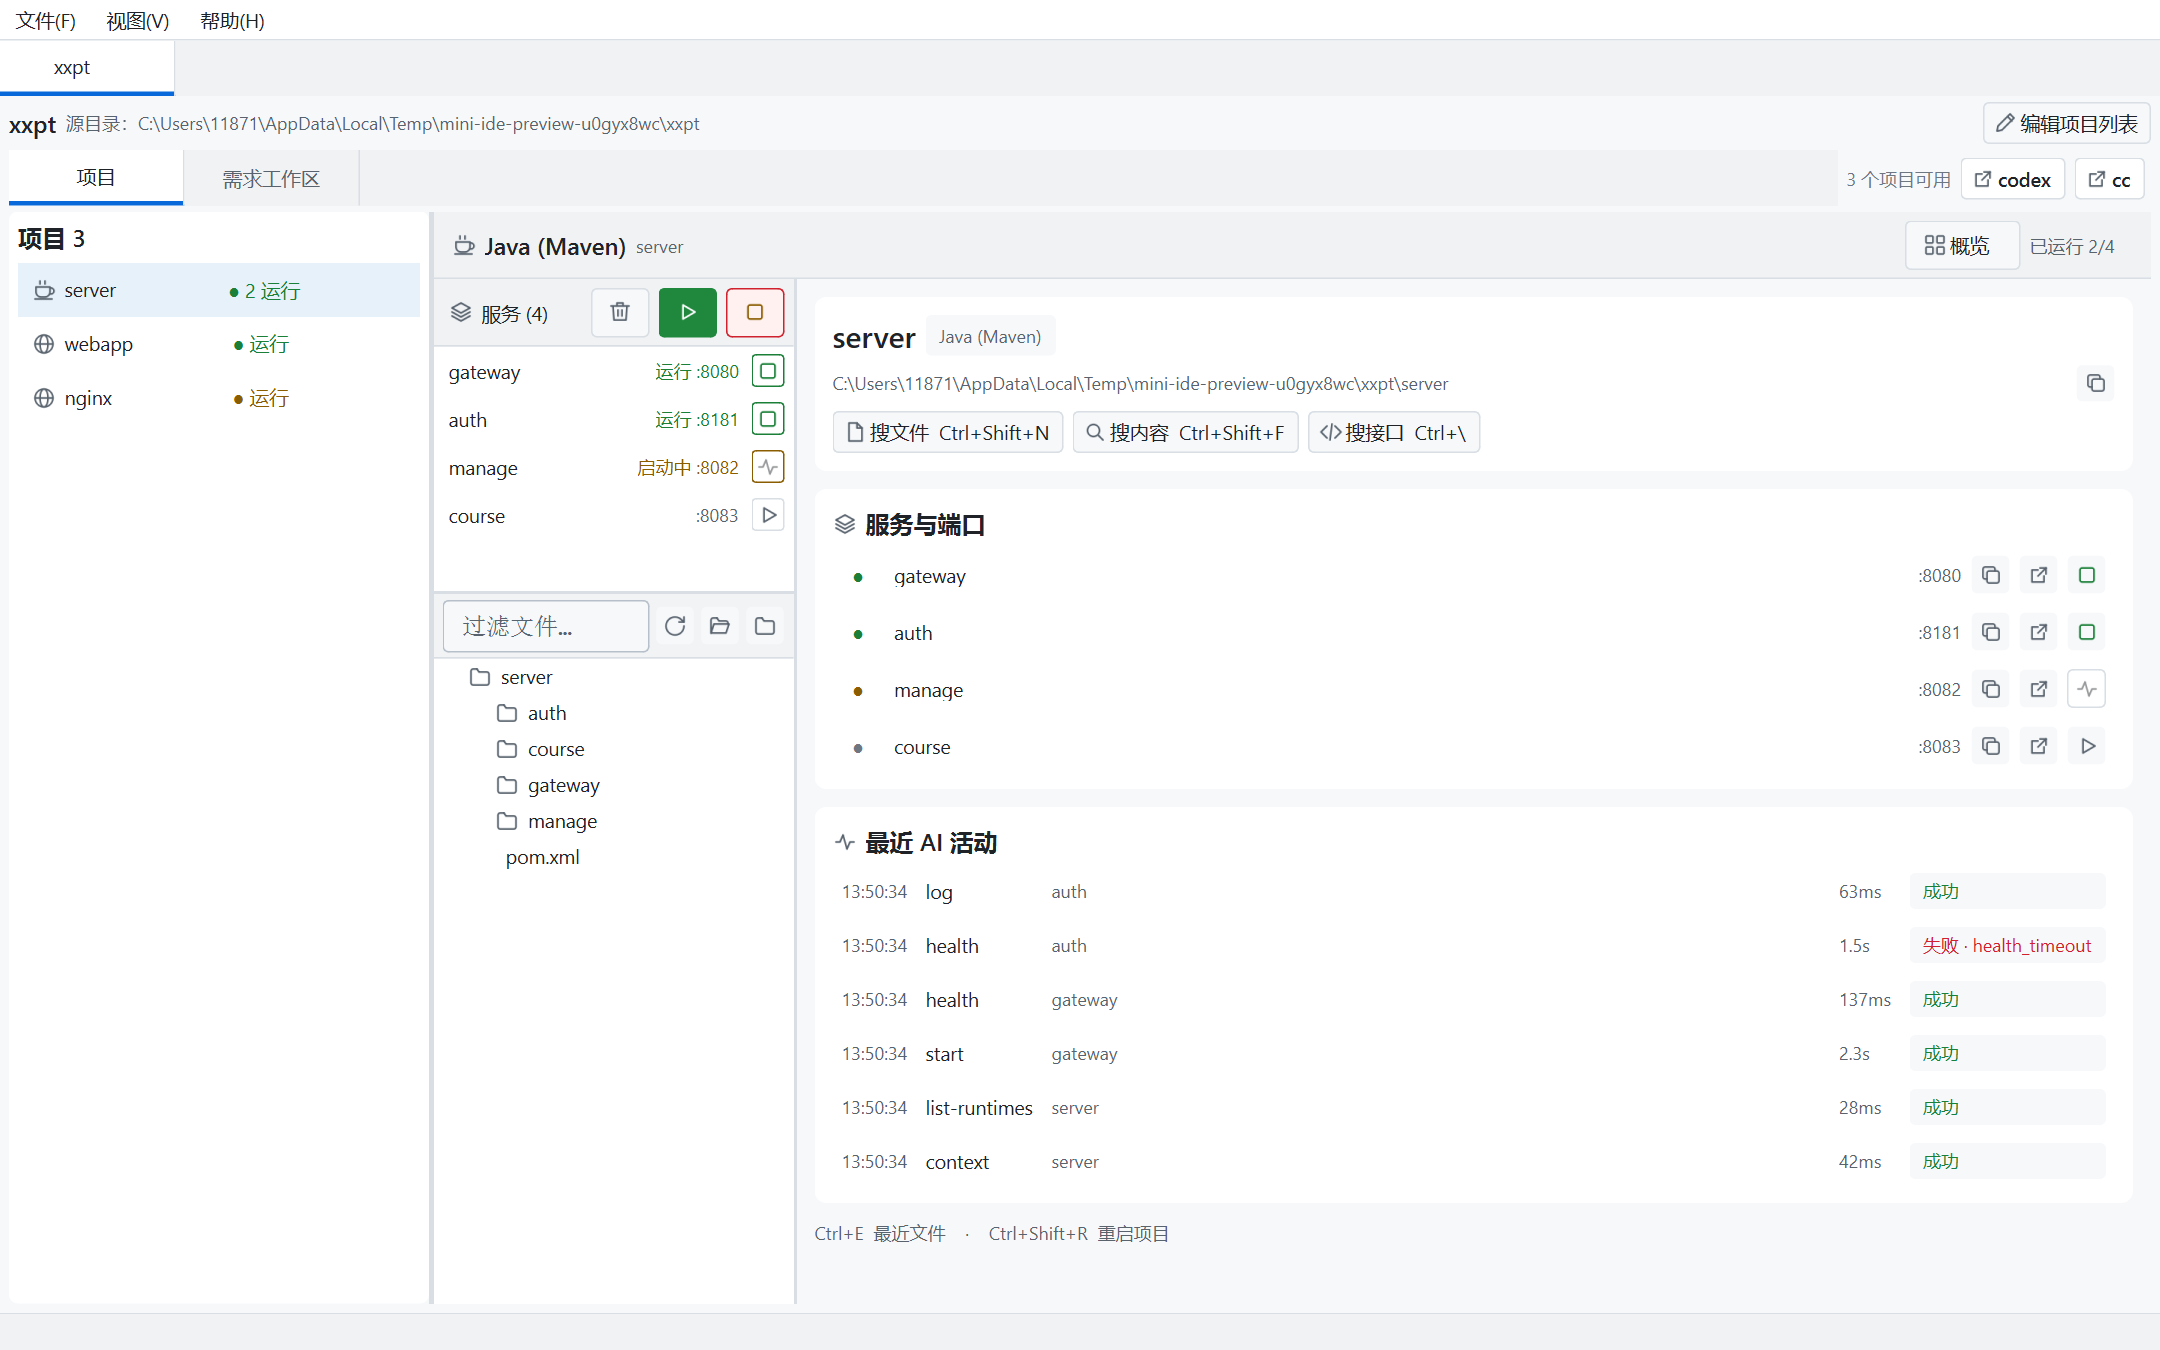 文件(F) 视图(V) 帮助(H)
xxpt
xxpt 源目录: C:\Users\11871\AppData\Local\Temp\mini-ide-preview-u0gyx8wc\xxpt 编辑项目列表
项目 需求工作区 3 个项目可用 codex cc
项目 3
server ● 2 运行
webapp ● 运行
nginx ● 运行
Java (Maven) server 概览 已运行 2/4
服务 (4)
gateway 运行 :8080
auth 运行 :8181
manage 启动中 :8082
course :8083
过滤文件...
server
auth
course
gateway
manage
pom.xml
server Java (Maven)
C:\Users\11871\AppData\Local\Temp\mini-ide-preview-u0gyx8wc\xxpt\server
搜文件 Ctrl+Shift+N 搜内容 Ctrl+Shift+F 搜接口 Ctrl+\
服务与端口
● gateway :8080
● auth :8181
● manage :8082
● course :8083
最近 AI 活动
13:50:34 log auth 63ms 成功
13:50:34 health auth 1.5s 失败 · health_timeout
13:50:34 health gateway 137ms 成功
13:50:34 start gateway 2.3s 成功
13:50:34 list-runtimes server 28ms 成功
13:50:34 context server 42ms 成功
Ctrl+E 最近文件 · Ctrl+Shift+R 重启项目